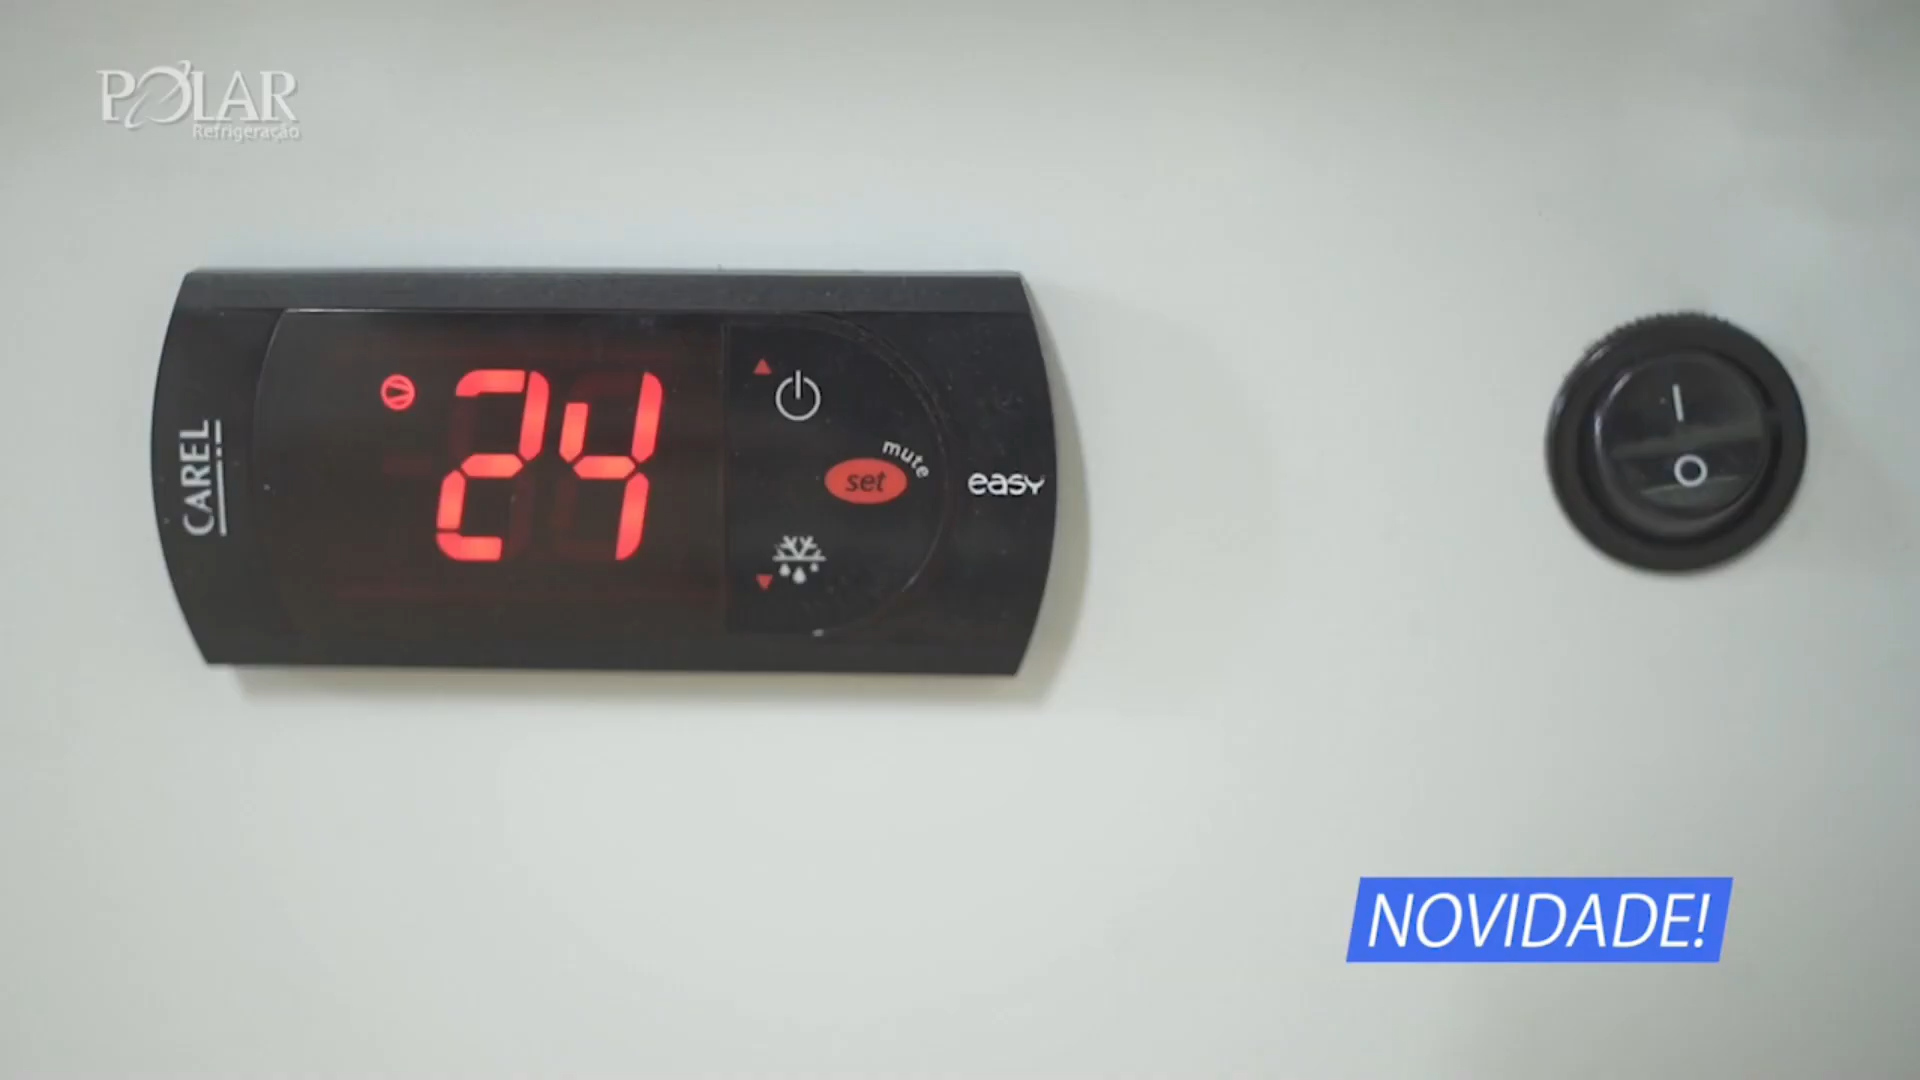 POLAR
Refrigeração
CAREL
24
mute
set
easy
NOVIDADE!